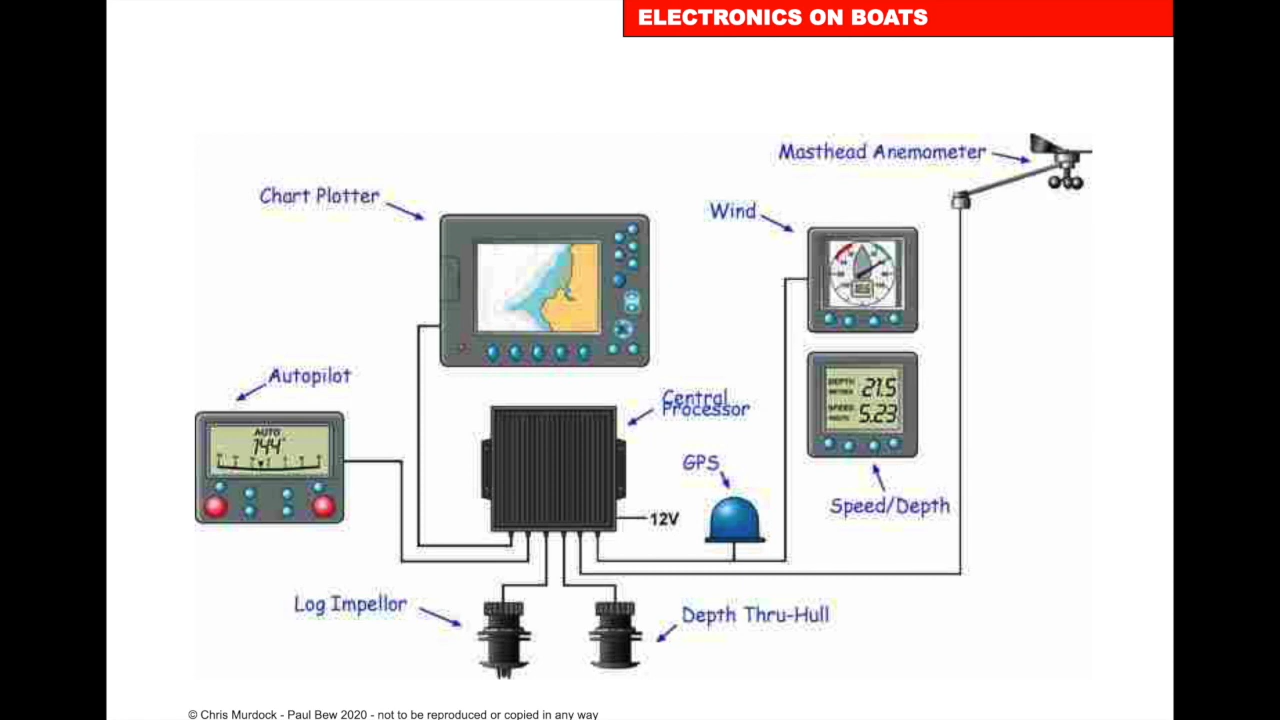 ELECTRONICS ON BOATS
Masthead Anemometer
Chart Plotter
Wind
Autopilot
Central
Processor
AUTO
144°
DEPTH
METRES
21.5
SPEED
KNOTS
5.23
GPS
12V
Speed/Depth
Log Impellor
Depth Thru-Hull
© Chris Murdock - Paul Bew 2020 - not to be reproduced or copied in any way